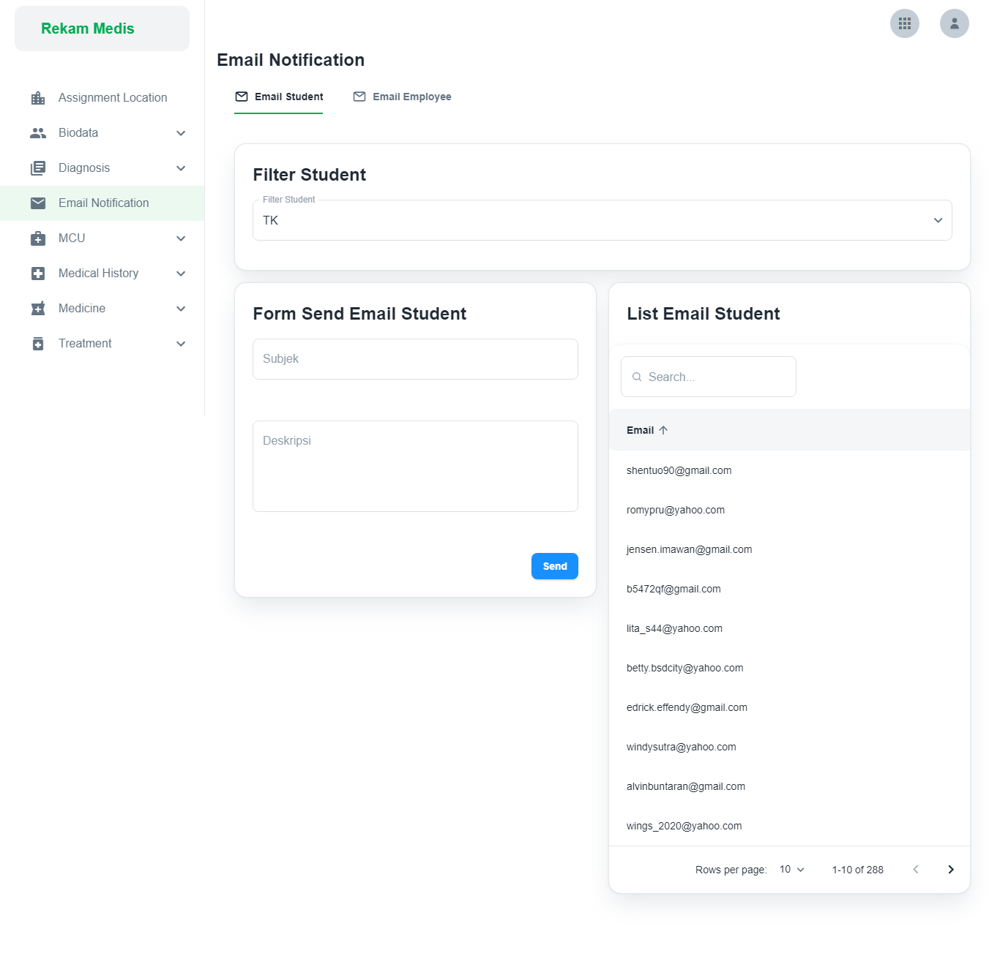 Rekam Medis
Assignment Location
Biodata
Diagnosis
Email Notification
MCU
Medical History
Medicine
Treatment
Email Notification
Email Student
Email Employee
Filter Student
Filter Student
TK
Form Send Email Student
Subjek
Deskripsi
Send
List Email Student
Search...
Email
shentuo90@gmail.com
romypru@yahoo.com
jensen.imawan@gmail.com
b5472qf@gmail.com
lita_s44@yahoo.com
betty.bsdcity@yahoo.com
edrick.effendy@gmail.com
windysutra@yahoo.com
alvinbuntaran@gmail.com
wings_2020@yahoo.com
Rows per page: 10 1-10 of 288